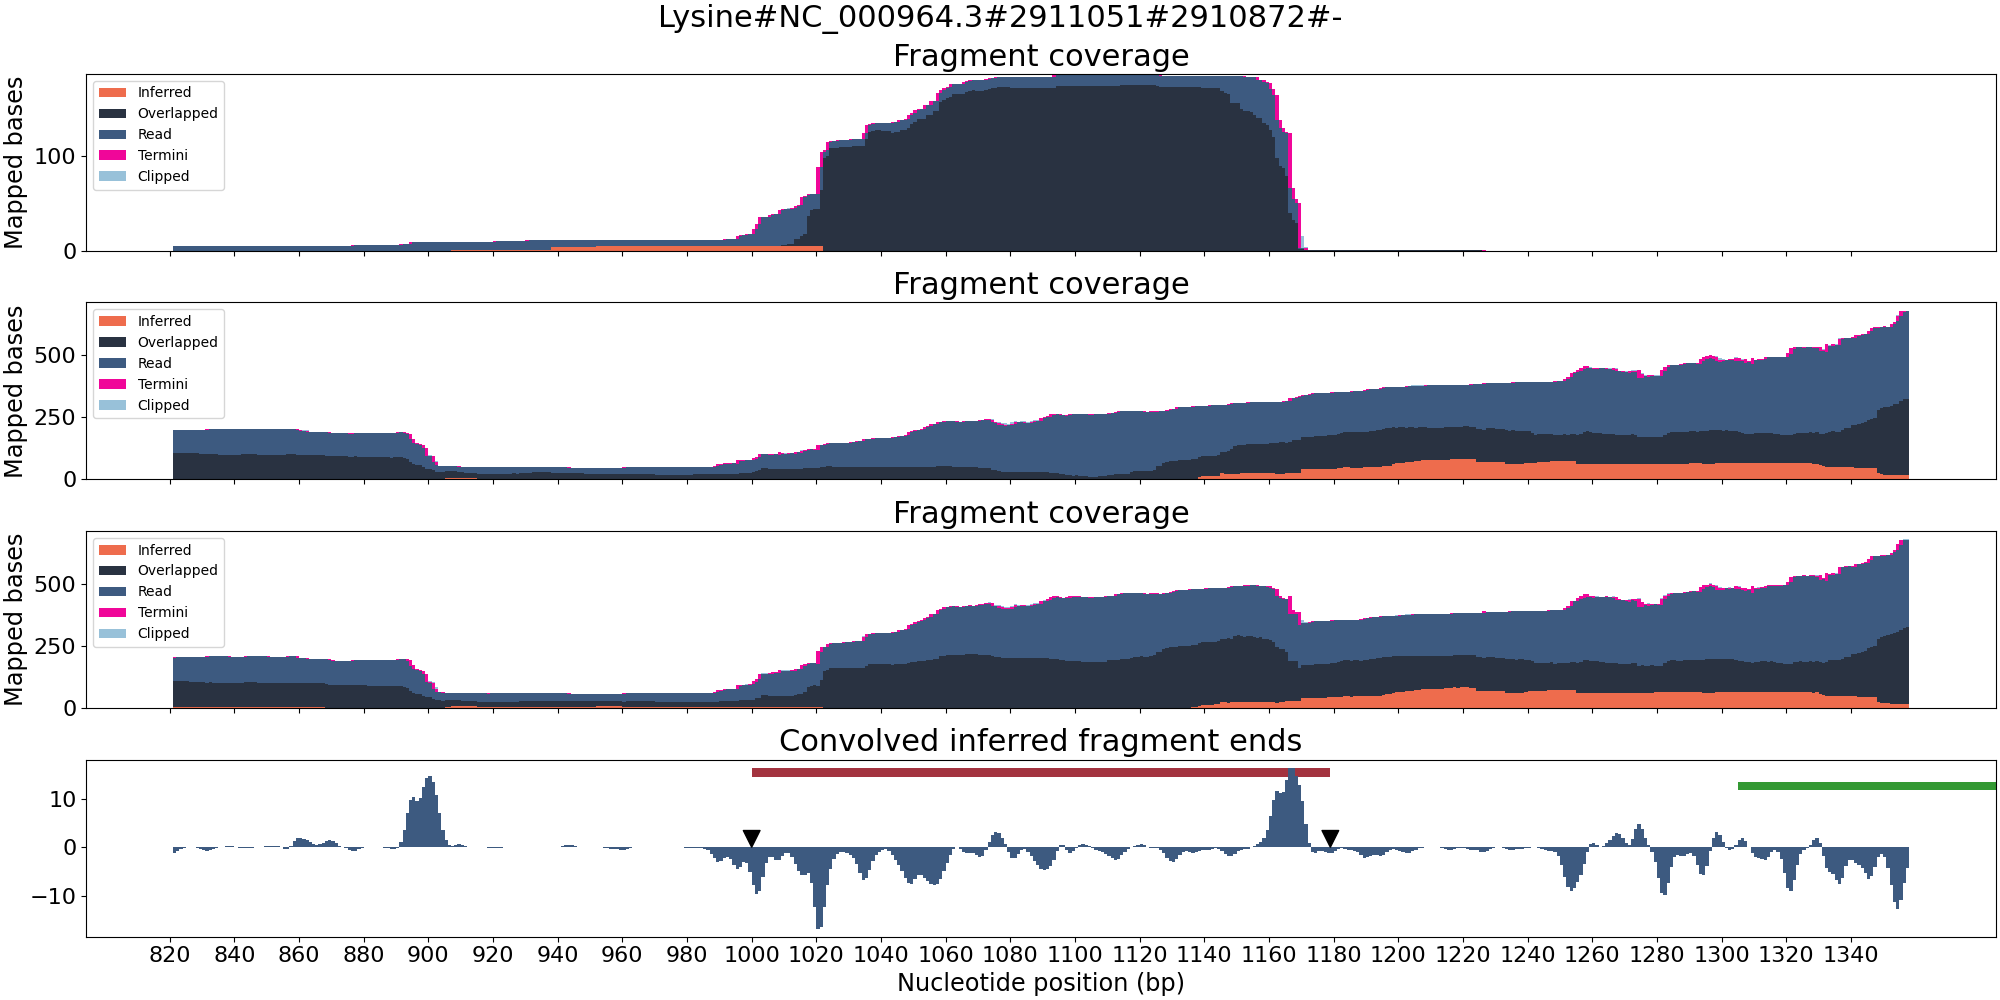 Lysine#NC_000964.3#2911051#2910872#-
Fragment coverage
Mapped bases
100
0
Inferred
Overlapped
Read
Termini
Clipped
Fragment coverage
Mapped bases
500
250
0
Inferred
Overlapped
Read
Termini
Clipped
Fragment coverage
Mapped bases
500
250
0
Inferred
Overlapped
Read
Termini
Clipped
Convolved inferred fragment ends
10
0
−10
820 840 860 880 900 920 940 960 980 1000 1020 1040 1060 1080 1100 1120 1140 1160 1180 1200 1220 1240 1260 1280 1300 1320 1340
Nucleotide position (bp)